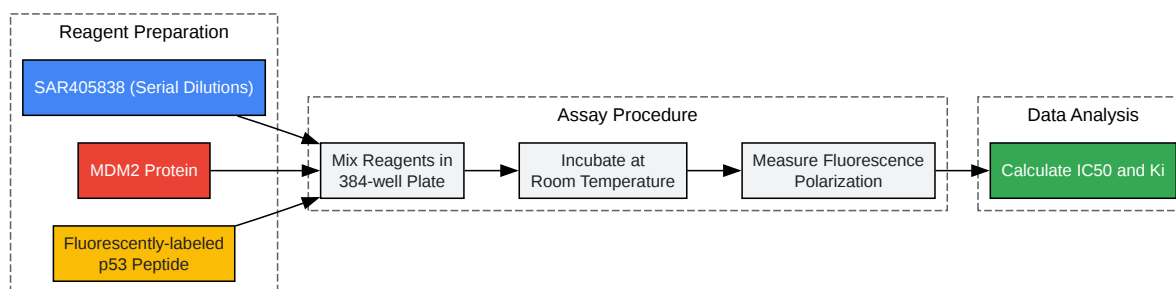 Reagent Preparation
SAR405838 (Serial Dilutions)
MDM2 Protein
Fluorescently-labeled
p53 Peptide
Assay Procedure
Mix Reagents in
384-well Plate
Incubate at
Room Temperature
Measure Fluorescence
Polarization
Data Analysis
Calculate IC50 and Ki